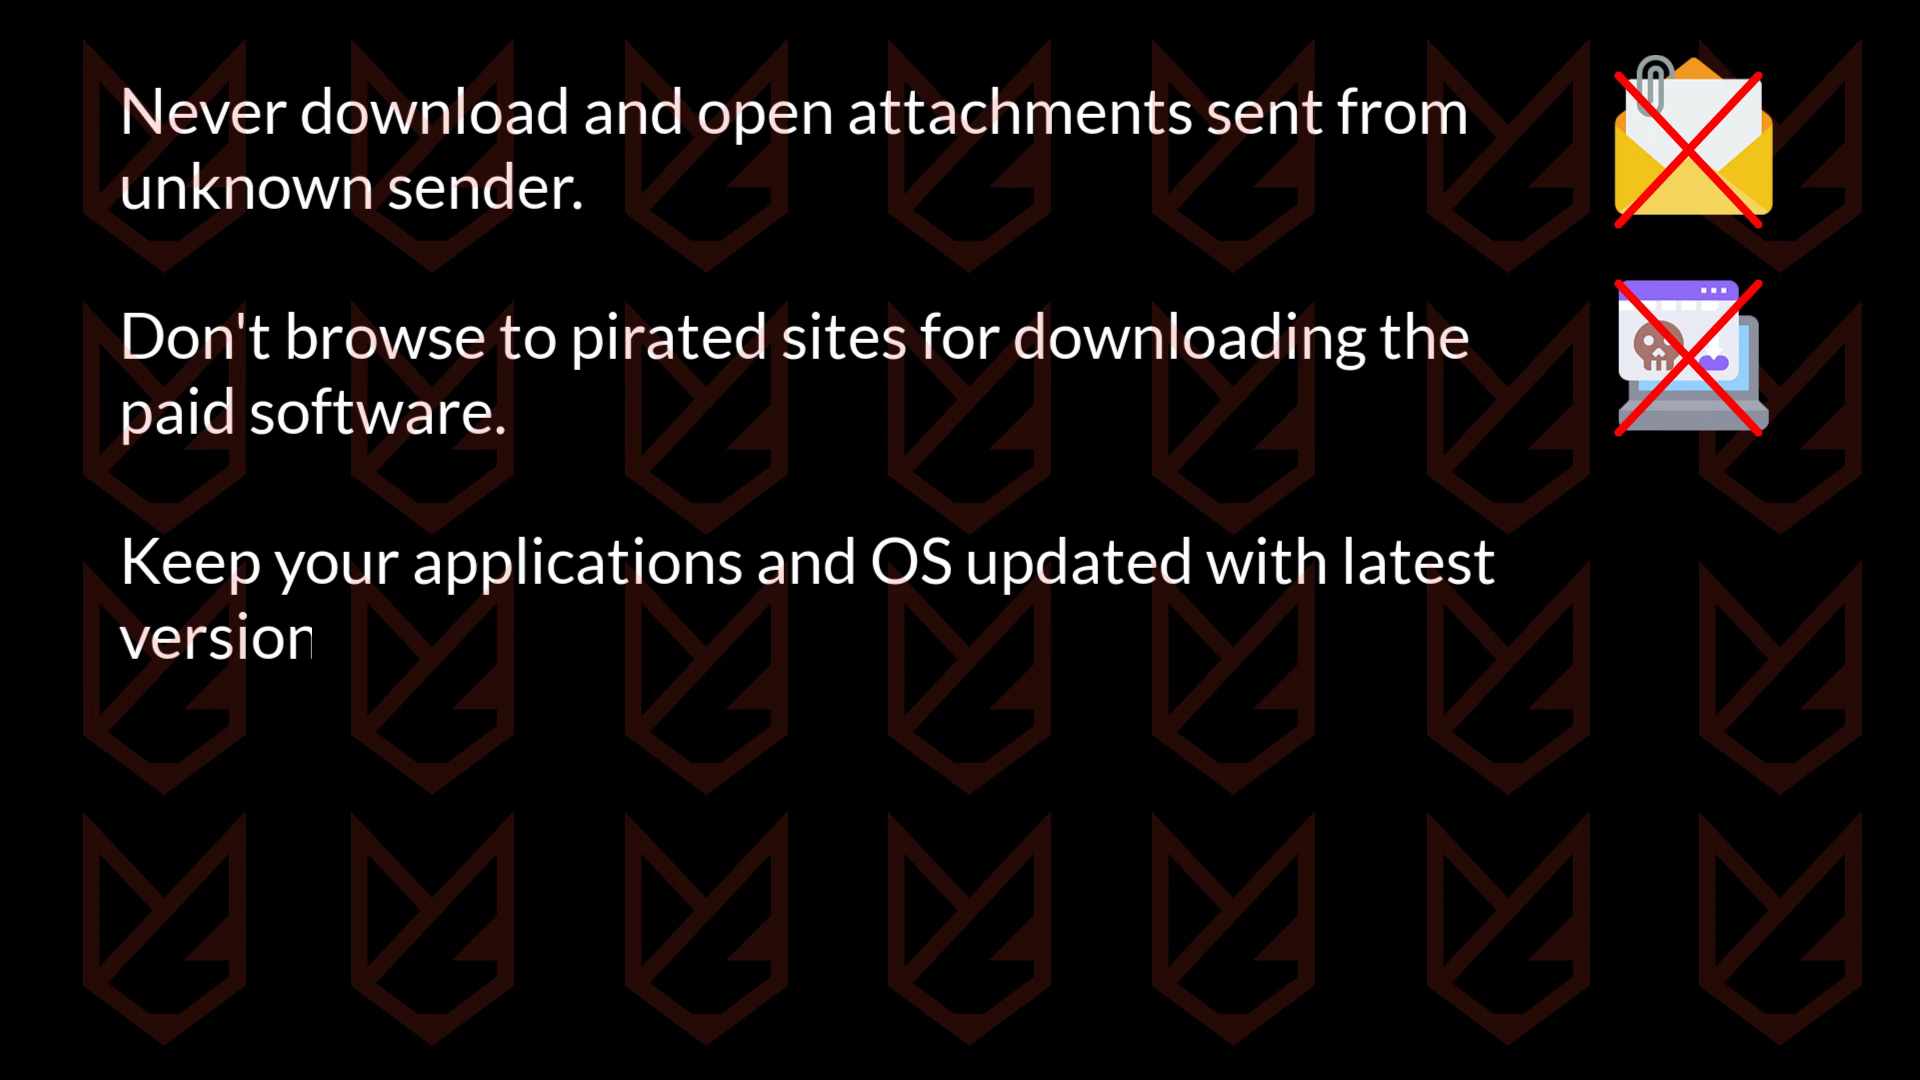 Never download and open attachments sent from
unknown sender.
Don't browse to pirated sites for downloading the
paid software.
Keep your applications and OS updated with latest
version